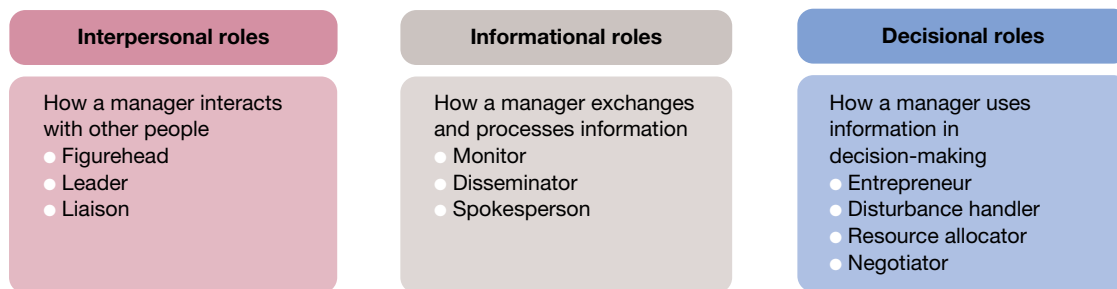 Interpersonal roles
How a manager interacts
with other people
Figurehead
Leader
Liaison
Informational roles
How a manager exchanges
and processes information
Monitor
Disseminator
Spokesperson
Decisional roles
How a manager uses
information in
decision-making
Entrepreneur
Disturbance handler
Resource allocator
Negotiator